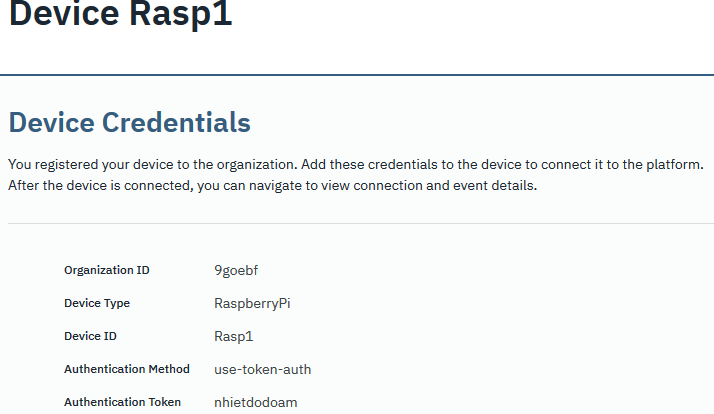 Device Rasp1
Device Credentials
You registered your device to the organization. Add these credentials to the device to connect it to the platform.
After the device is connected, you can navigate to view connection and event details.
Organization ID 9goebf
Device Type RaspberryPi
Device ID Rasp1
Authentication Method use-token-auth
Authentication Token nhietdodoam